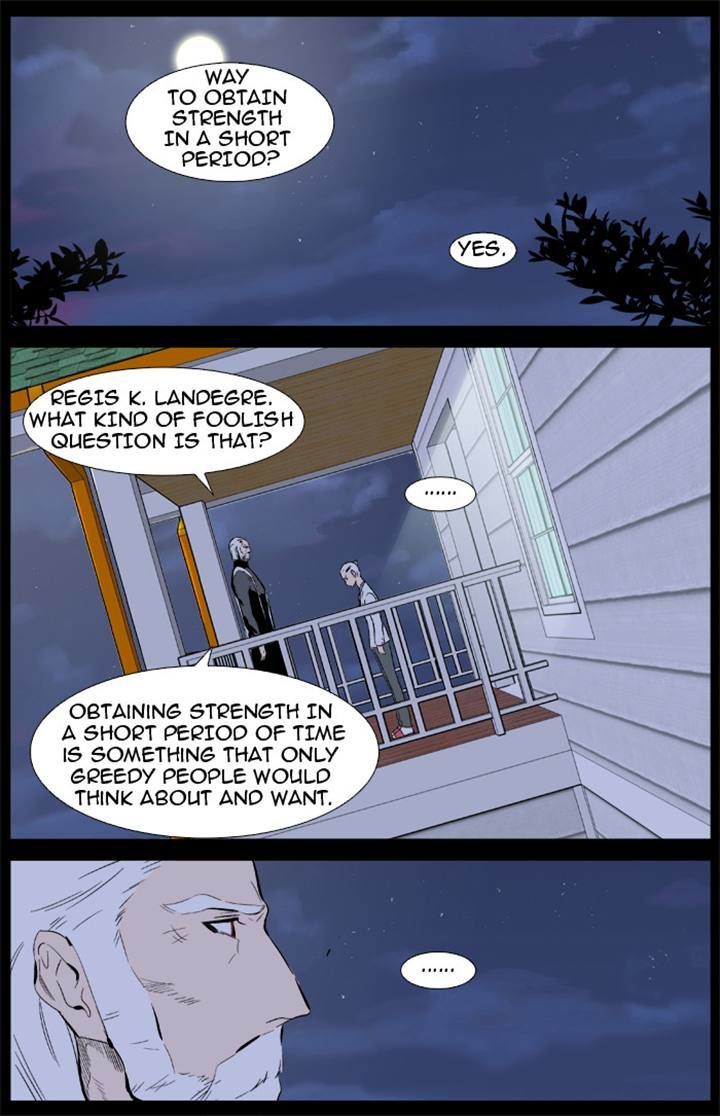 WAY
TO OBTAIN
STRENGTH
IN A SHORT
PERIOD?
YES.
REGIS K. LANDEGRE,
WHAT KIND OF FOOLISH
QUESTION IS THAT?
......
OBTAINING STRENGTH IN
A SHORT PERIOD OF TIME
IS SOMETHING THAT ONLY
GREEDY PEOPLE WOULD
THINK ABOUT AND WANT.
......